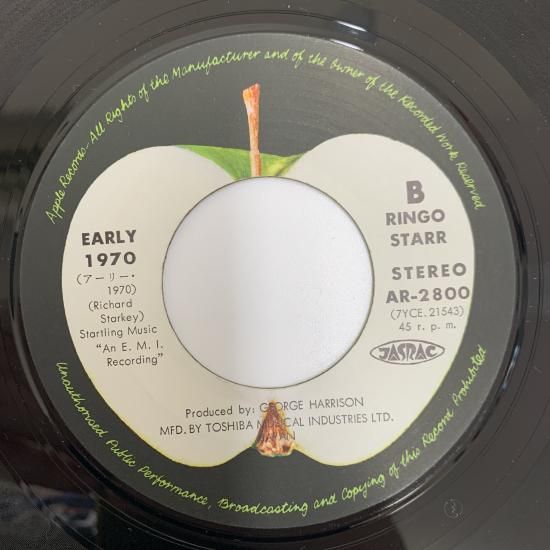 Apple Records-All Rights of the Manufacturer and of the Owner of the Recorded Work Reserved
EARLY
1970
(アーリー・
1970)
(Richard
Starkey)
Startling Music
"An E. M. I.
Recording"
B
RINGO
STARR
STEREO
AR-2800
(7YCE. 21543)
45 r. p. m.
JASRAC
Produced by: GEORGE HARRISON
MFD. BY TOSHIBA MUSICAL INDUSTRIES LTD.
Unauthorised Public Performance, Broadcasting and Copying of this Record Prohibited